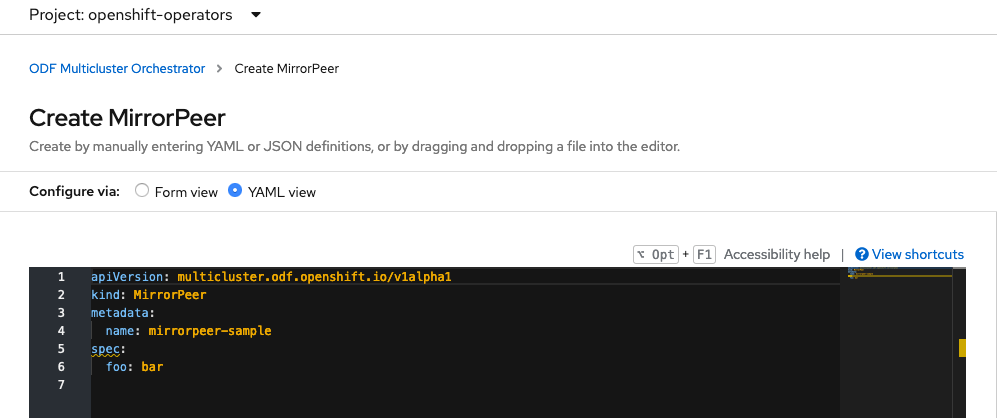 Project: openshift-operators
ODF Multicluster Orchestrator > Create MirrorPeer
Create MirrorPeer
Create by manually entering YAML or JSON definitions, or by dragging and dropping a file into the editor.
Configure via: Form view YAML view
⌥ Opt + F1 Accessibility help | View shortcuts
1 apiVersion: multicluster.odf.openshift.io/v1alpha1
2 kind: MirrorPeer
3 metadata:
4   name: mirrorpeer-sample
5 spec:
6   foo: bar
7